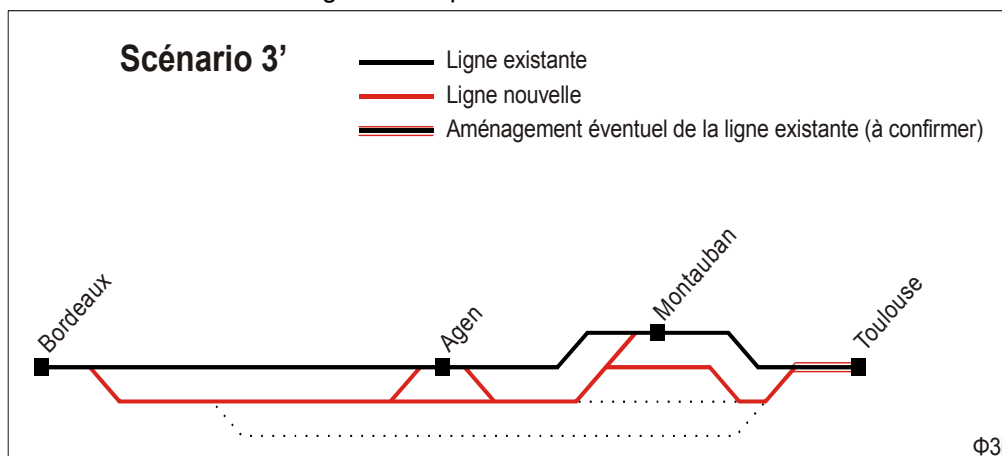 Scénario 3’
Ligne existante
Ligne nouvelle
Aménagement éventuel de la ligne existante (à confirmer)
Bordeaux
Agen
Montauban
Toulouse
Φ3